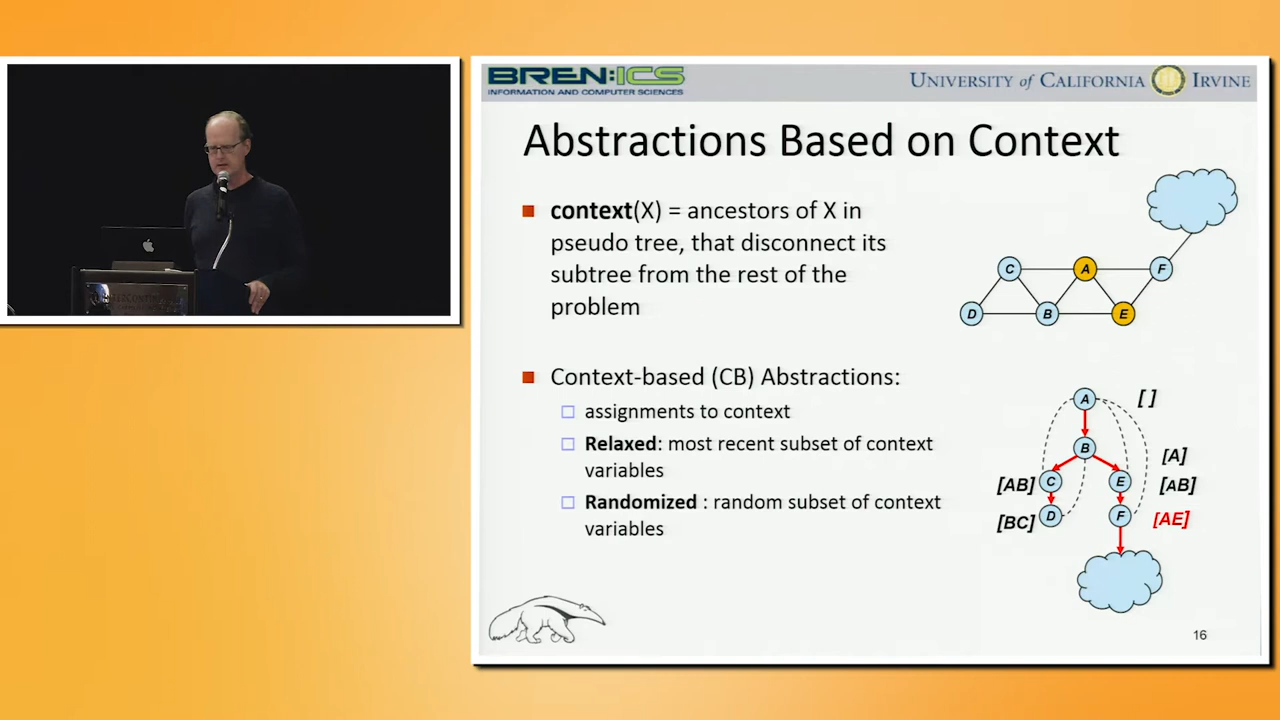 BREN:ICS
INFORMATION AND COMPUTER SCIENCES
UNIVERSITY of CALIFORNIA IRVINE
Abstractions Based on Context
context(X) = ancestors of X in
pseudo tree, that disconnect its
subtree from the rest of the
problem
C A F
D B E
Context-based (CB) Abstractions:
assignments to context
Relaxed: most recent subset of context
variables
Randomized : random subset of context
variables
A [ ]
B [A]
[AB] C E [AB]
[BC] D F [AE]
16